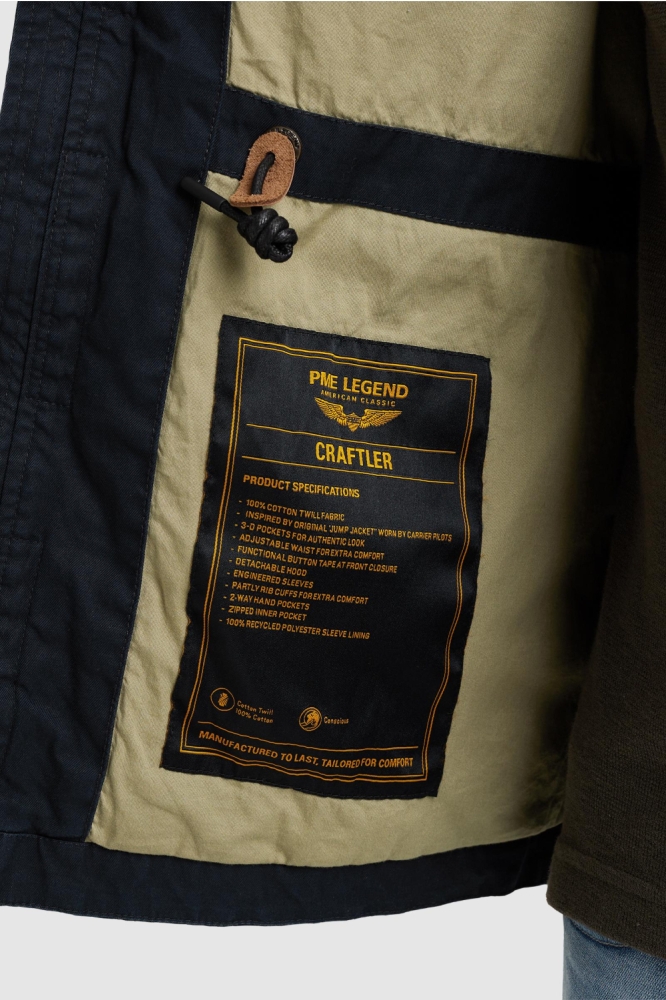 PME LEGEND
AMERICAN CLASSIC
CRAFTLER
PRODUCT SPECIFICATIONS
- 100% COTTON TWILL FABRIC
- INSPIRED BY ORIGINAL 'JUMP JACKET' WORN BY CARRIER PILOTS
- 3-D POCKETS FOR AUTHENTIC LOOK
- ADJUSTABLE WAIST FOR EXTRA COMFORT
- FUNCTIONAL BUTTON TAPE AT FRONT CLOSURE
- DETACHABLE HOOD
- ENGINEERED SLEEVES
- PARTLY RIB CUFFS FOR EXTRA COMFORT
- 2-WAY HAND POCKETS
- ZIPPED INNER POCKET
- 100% RECYCLED POLYESTER SLEEVE LINING
Cotton Twill
100% Cotton
Conscious
MANUFACTURED TO LAST, TAILORED FOR COMFORT